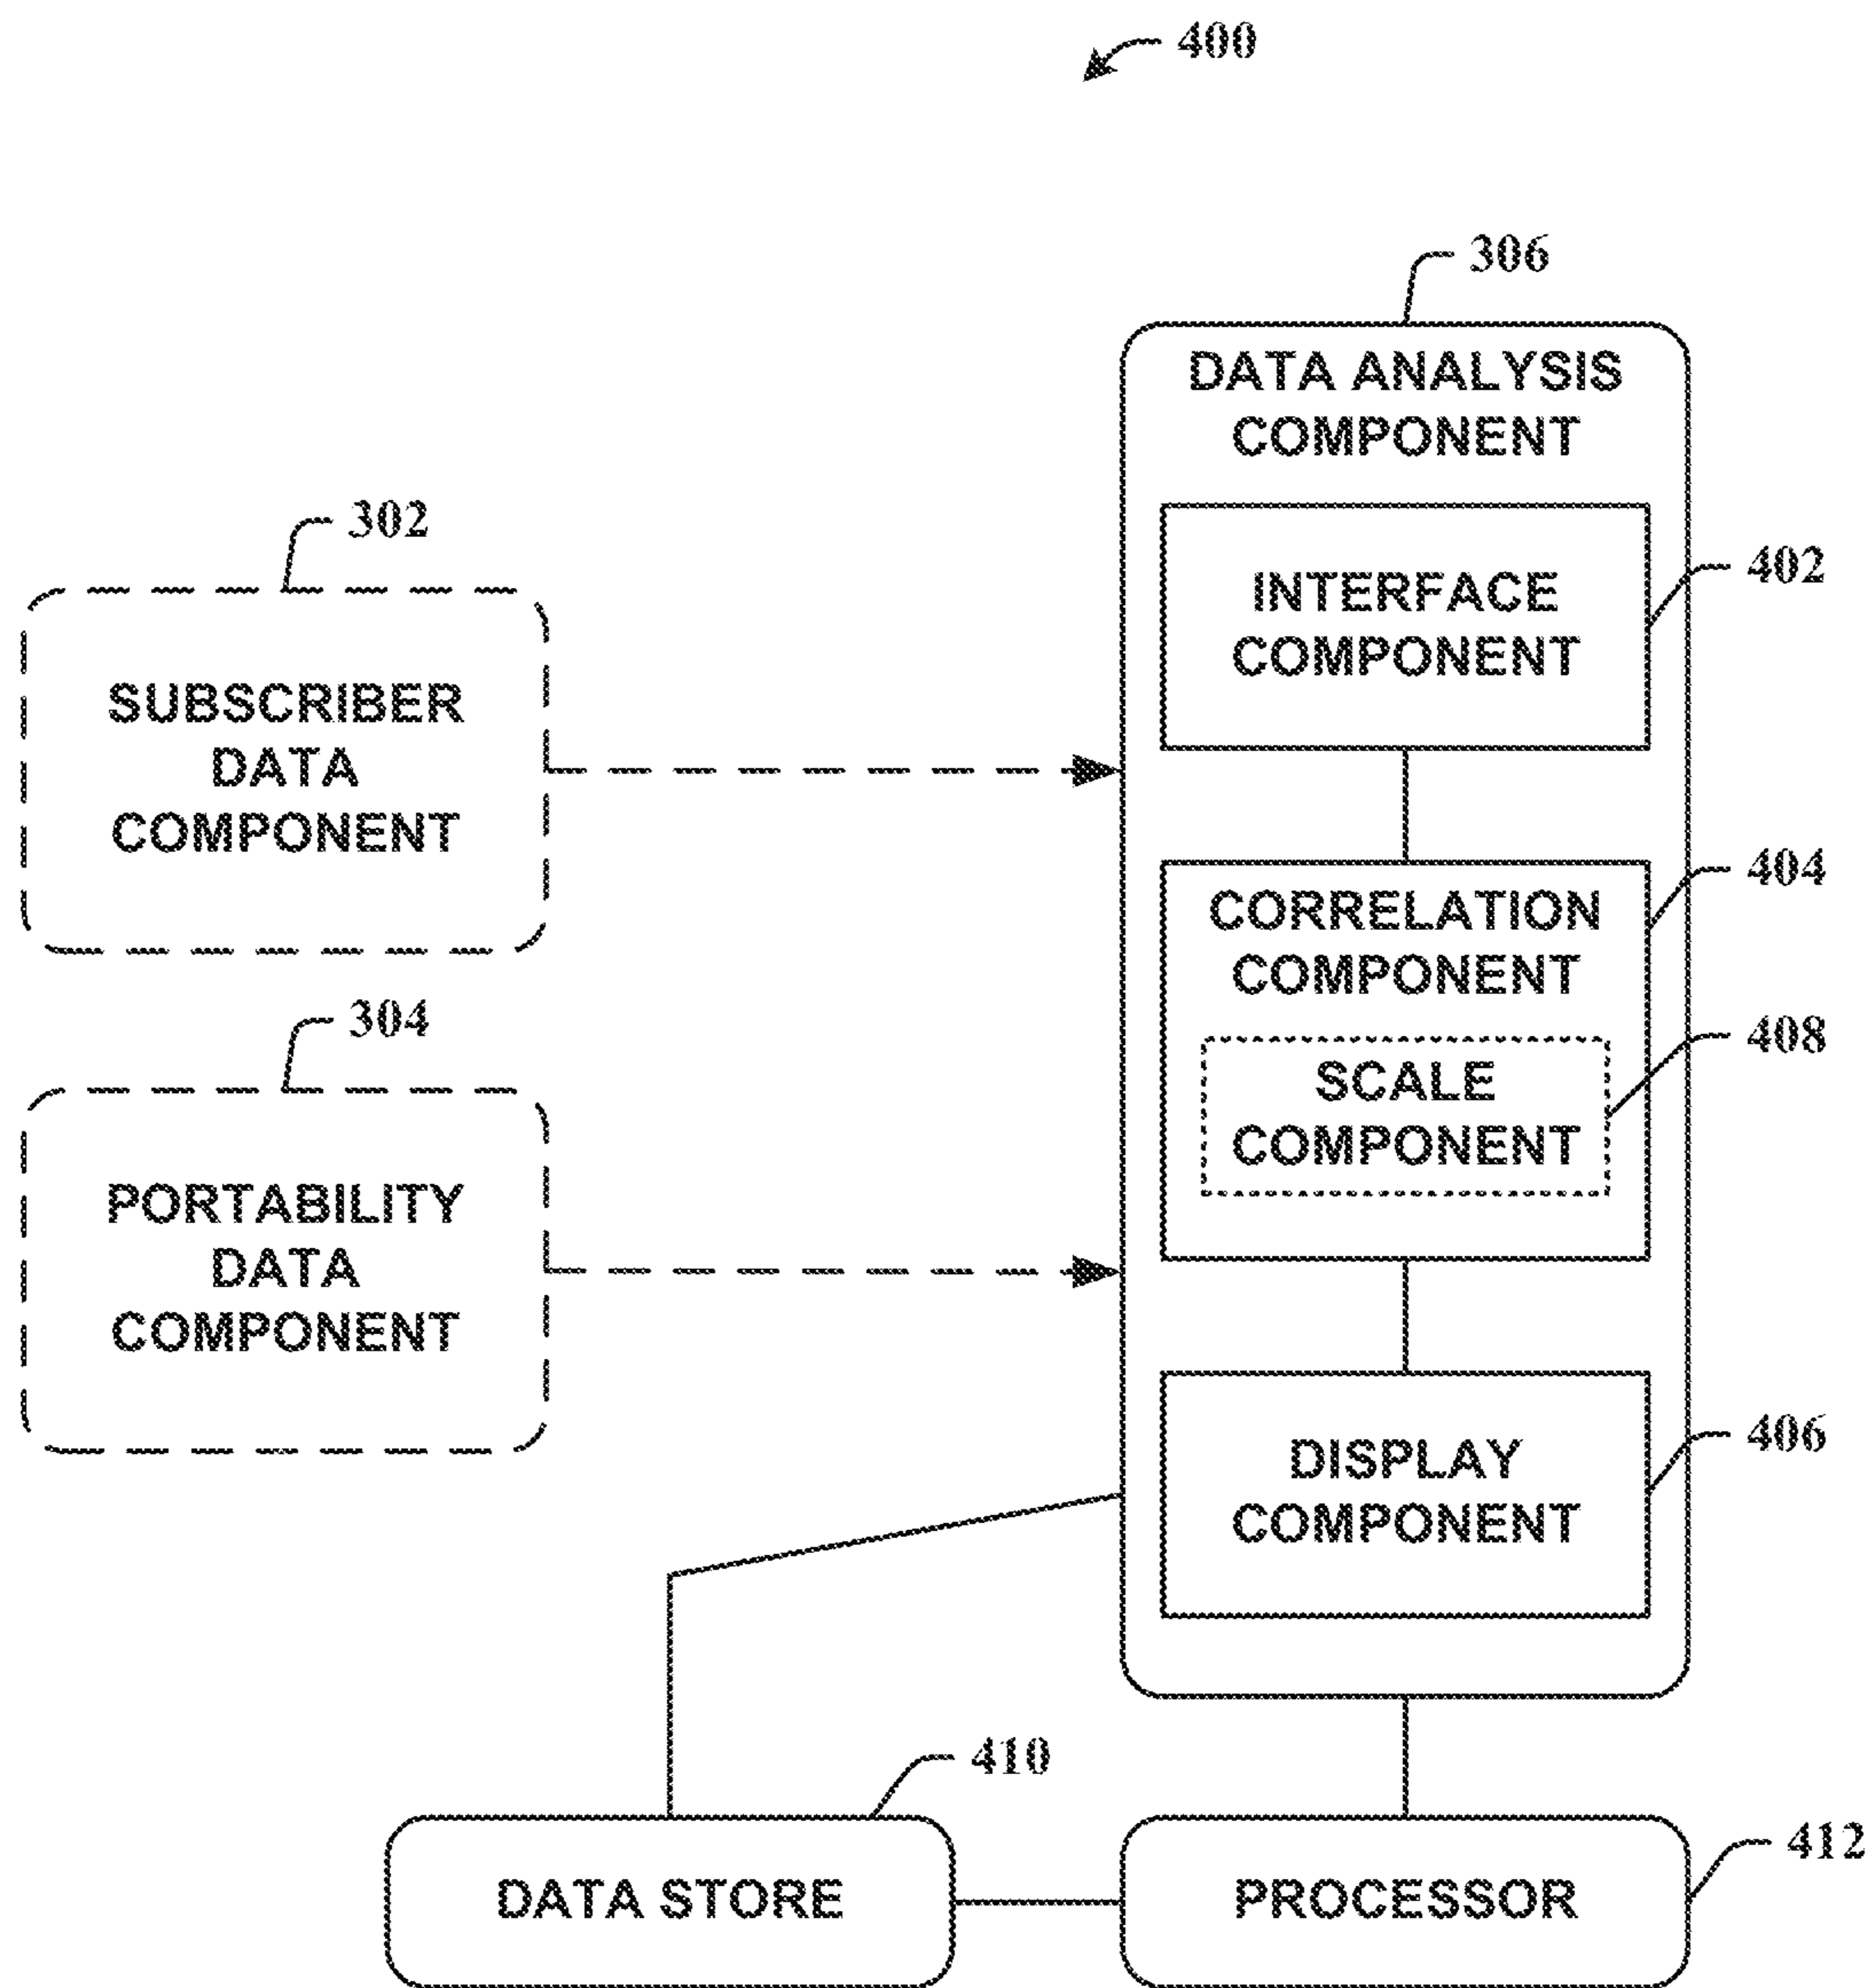 400
306
DATA ANALYSIS
COMPONENT
302
INTERFACE
COMPONENT
402
SUBSCRIBER
DATA
COMPONENT
404
CORRELATION
COMPONENT
304
408
SCALE
COMPONENT
PORTABILITY
DATA
COMPONENT
406
DISPLAY
COMPONENT
410
412
DATA STORE
PROCESSOR